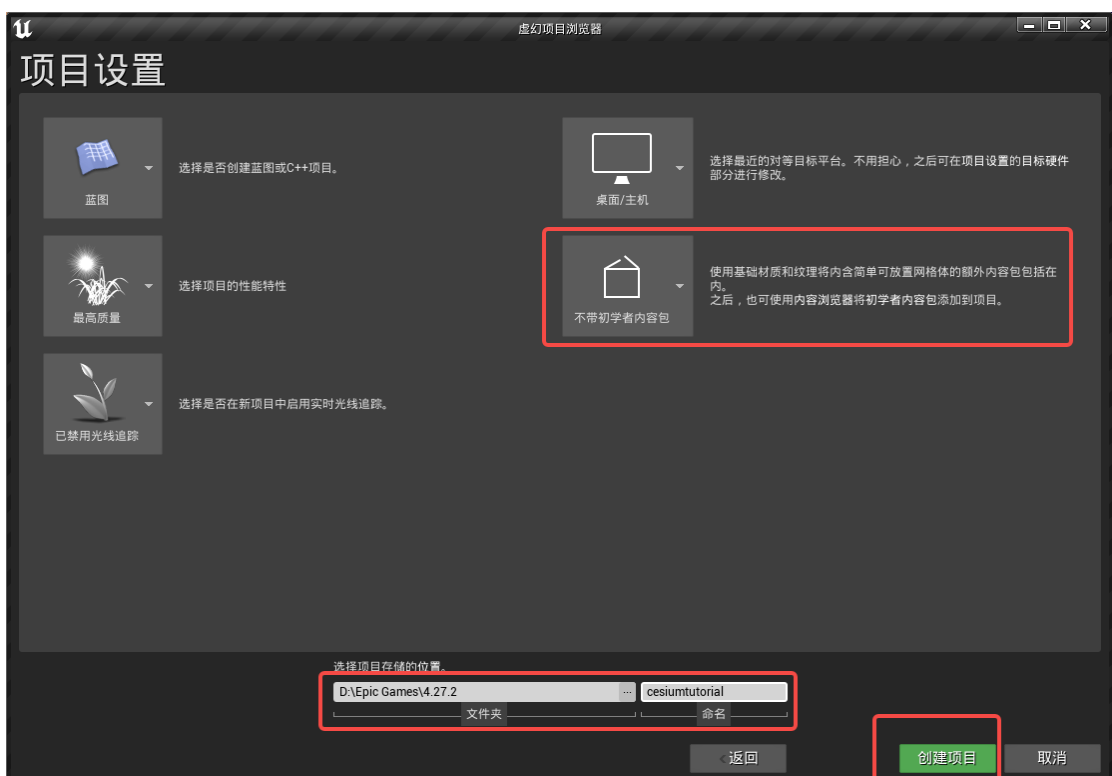 虚幻项目浏览器
项目设置
蓝图
选择是否创建蓝图或C++项目。
桌面/主机
选择最近的对等目标平台。不用担心，之后可在项目设置的目标硬件
部分进行修改。
最高质量
选择项目的性能特性
不带初学者内容包
使用基础材质和纹理将内含简单可放置网格体的额外内容包包括在
内。
之后，也可使用内容浏览器将初学者内容包添加到项目。
已禁用光线追踪
选择是否在新项目中启用实时光线追踪。
选择项目存储的位置。
D:\Epic Games\4.27.2
...
cesiumtutorial
文件夹
命名
返回
创建项目
取消